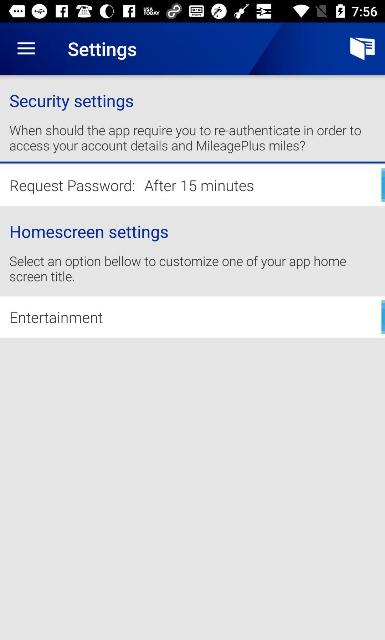 USA TODAY 7:56
Settings
Security settings
When should the app require you to re-authenticate in order to
access your account details and MileagePlus miles?
Request Password: After 15 minutes
Homescreen settings
Select an option bellow to customize one of your app home
screen title.
Entertainment